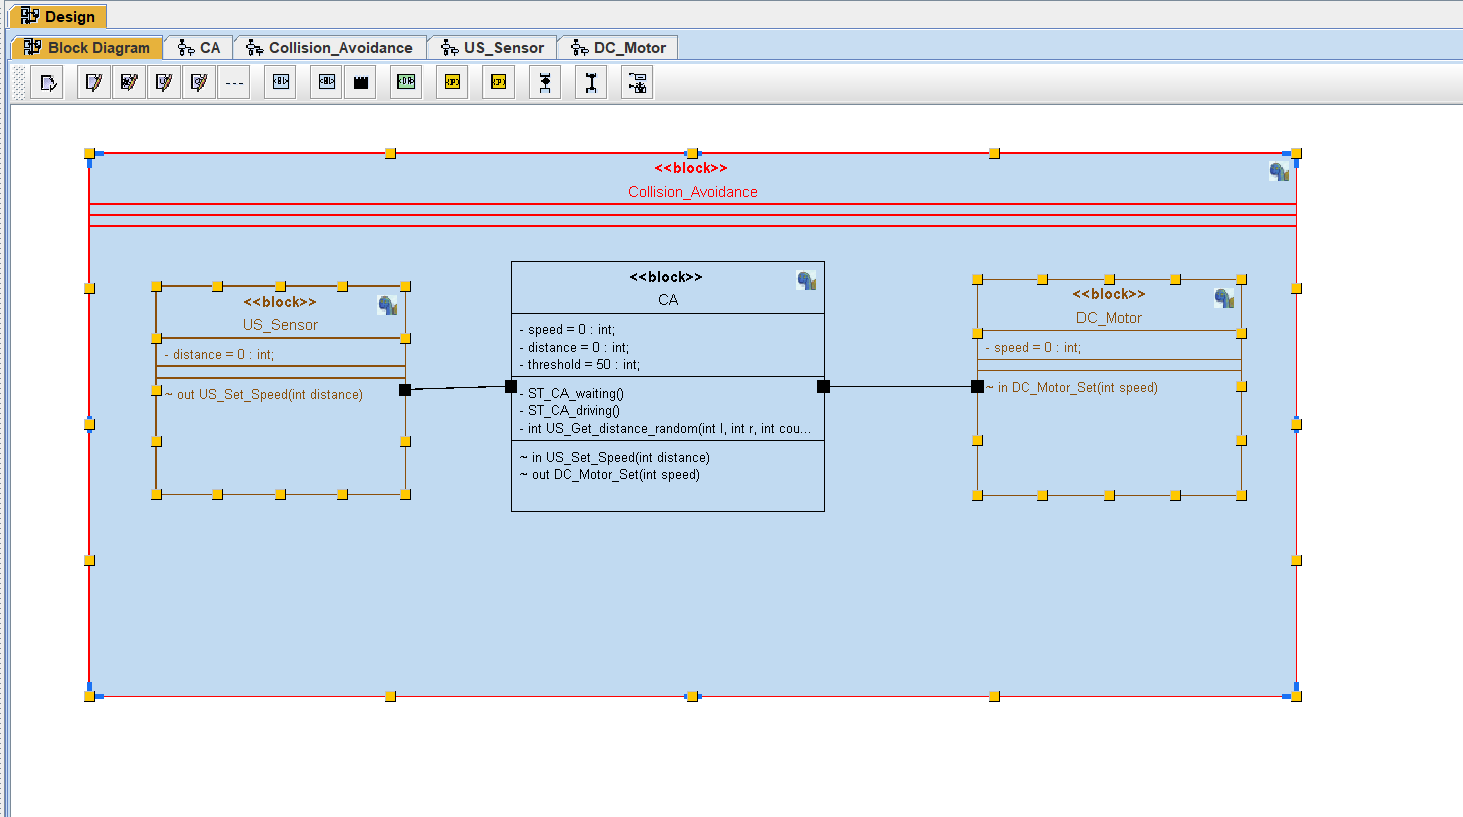 Design
Block Diagram
CA
Collision_Avoidance
US_Sensor
DC_Motor
<<block>>
Collision_Avoidance
<<block>>
US_Sensor
- distance = 0 : int;
~ out US_Set_Speed(int distance)
<<block>>
CA
- speed = 0 : int;
- distance = 0 : int;
- threshold = 50 : int;
- ST_CA_waiting()
- ST_CA_driving()
- int US_Get_distance_random(int l, int r, int cou...
~ in US_Set_Speed(int distance)
~ out DC_Motor_Set(int speed)
<<block>>
DC_Motor
- speed = 0 : int;
~ in DC_Motor_Set(int speed)